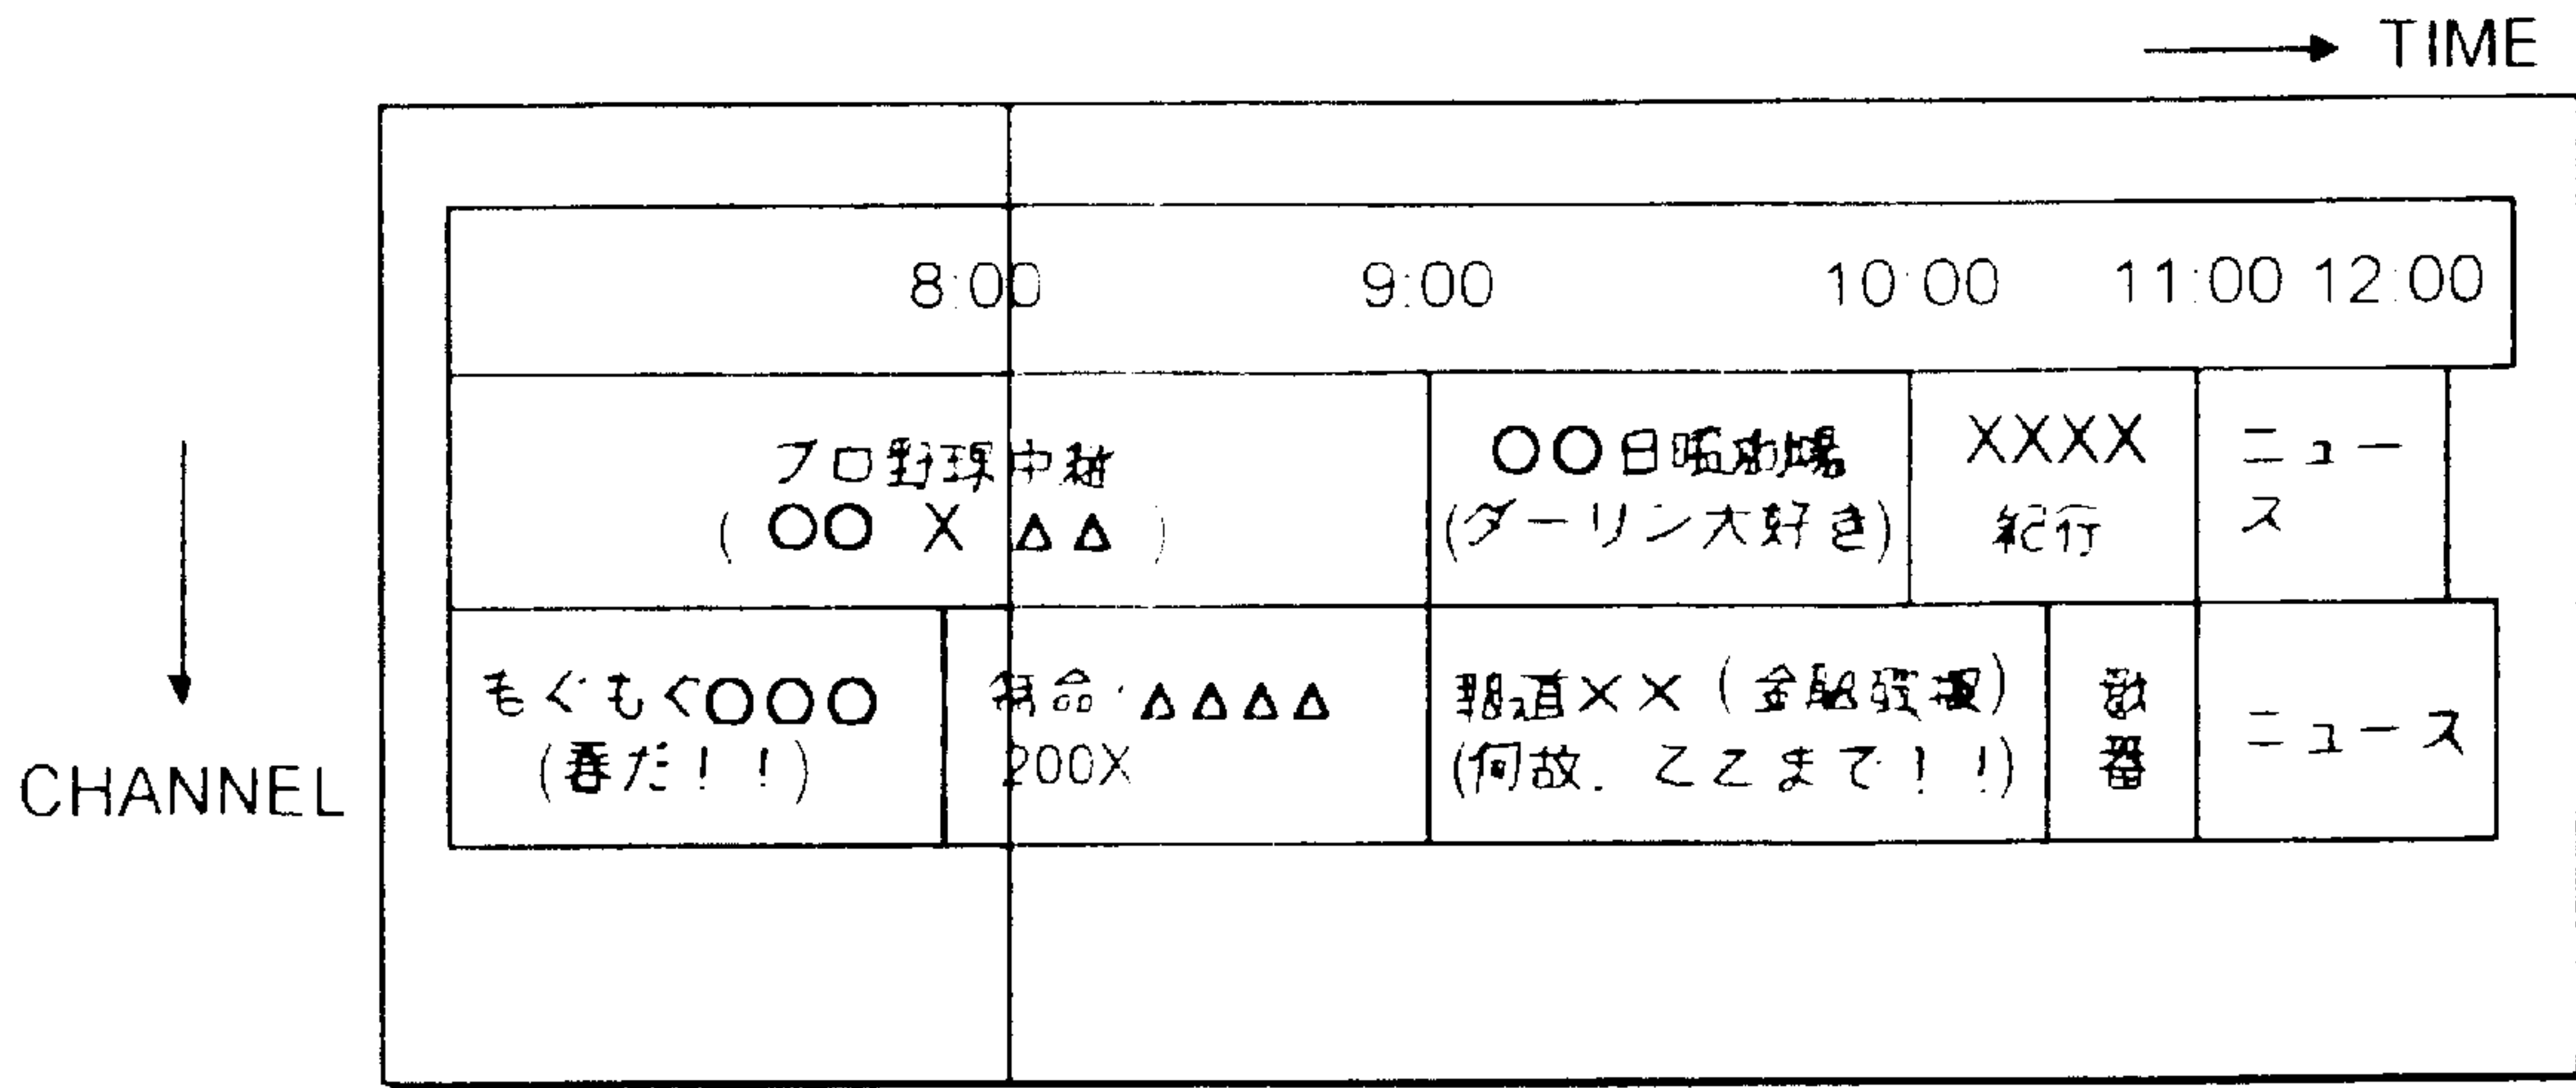 TIME
8:00 9:00 10:00 11:00 12:00
プロ野球中継
(○○ X △△)
○○日曜劇場
(ダーリン大好き)
XXXX
紀行
ニュー
ス
CHANNEL
もぐもぐ○○○
(春だ!!)
△△△△
200X
報道××(金融
(何故.ここまで!!)
番
ニュース